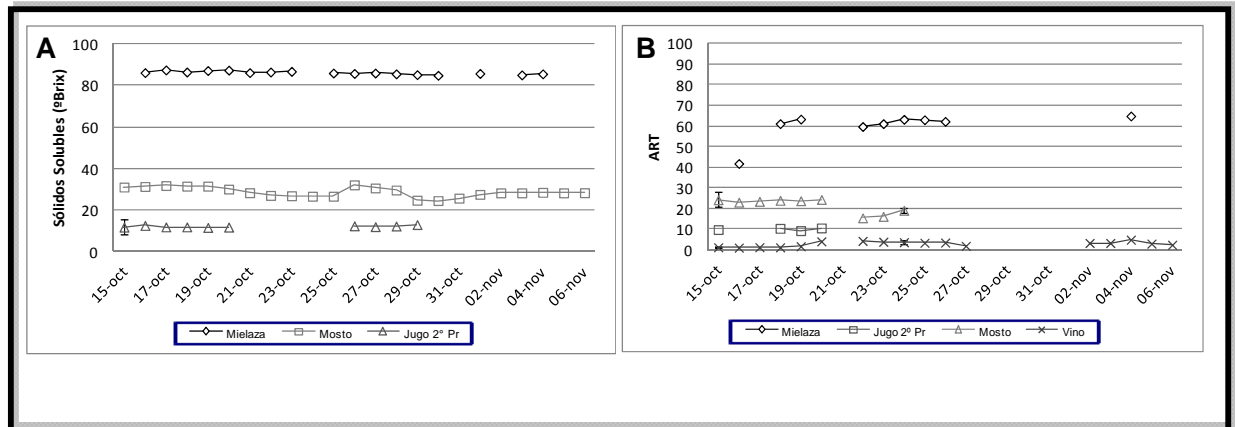 A
Sólidos Solubles (ºBrix)
100
80
60
40
20
0
15-oct
17-oct
19-oct
21-oct
23-oct
25-oct
27-oct
29-oct
31-oct
02-nov
04-nov
06-nov
Mielaza
Mosto
Jugo 2° Pr
B
ART
100
90
80
70
60
50
40
30
20
10
0
15-oct
17-oct
19-oct
21-oct
23-oct
25-oct
27-oct
29-oct
31-oct
02-nov
04-nov
06-nov
Mielaza
Jugo 2º Pr
Mosto
Vino